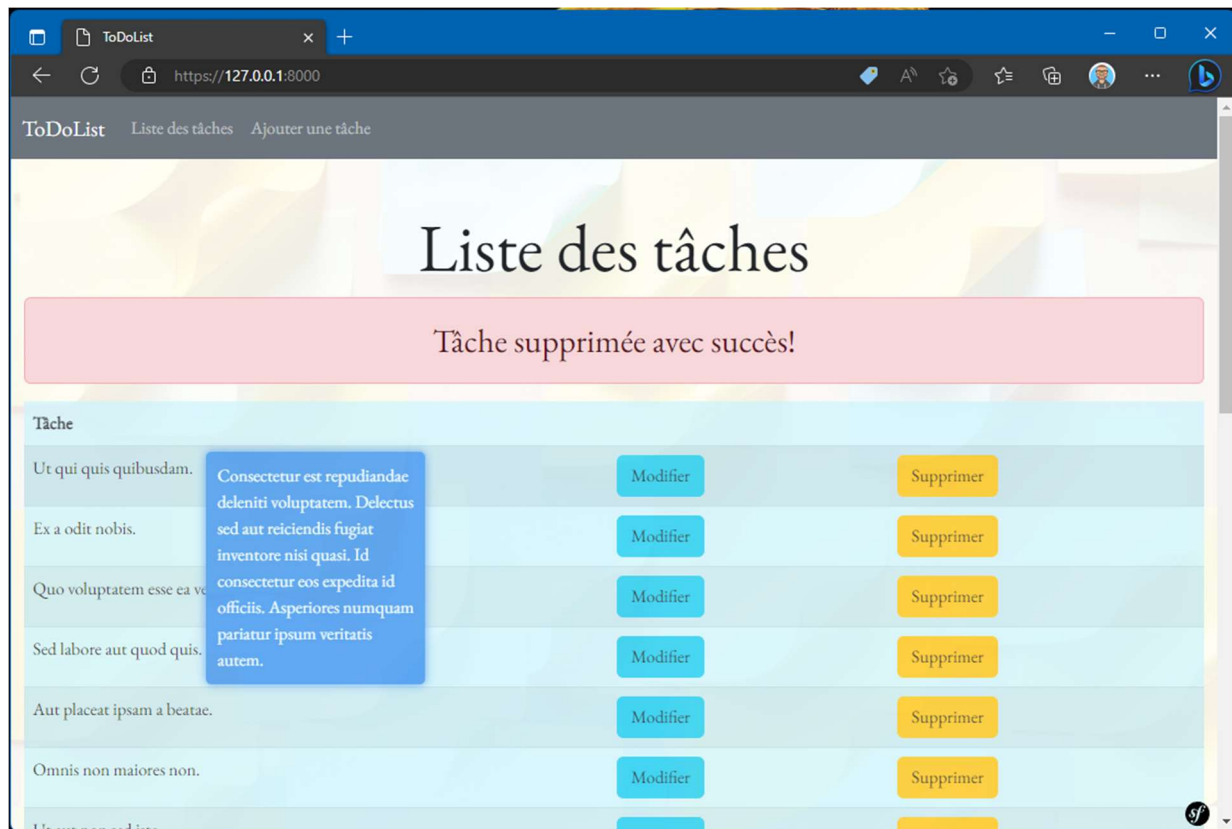 ToDoList
https://127.0.0.1:8000
ToDoList Liste des tâches Ajouter une tâche
Liste des tâches
Tâche supprimée avec succès!
Tâche
Ut qui quis quibusdam. Modifier Supprimer
Consectetur est repudiandae
deleniti voluptatem. Delectus
sed aut reiciendis fugiat
inventore nisi quasi. Id
consectetur eos expedita id
officiis. Asperiores numquam
pariatur ipsum veritatis
autem.
Ex a odit nobis. Modifier Supprimer
Quo voluptatem esse ea Modifier Supprimer
Sed labore aut quod quis. Modifier Supprimer
Aut placeat ipsam a beatae. Modifier Supprimer
Omnis non maiores non. Modifier Supprimer
sf